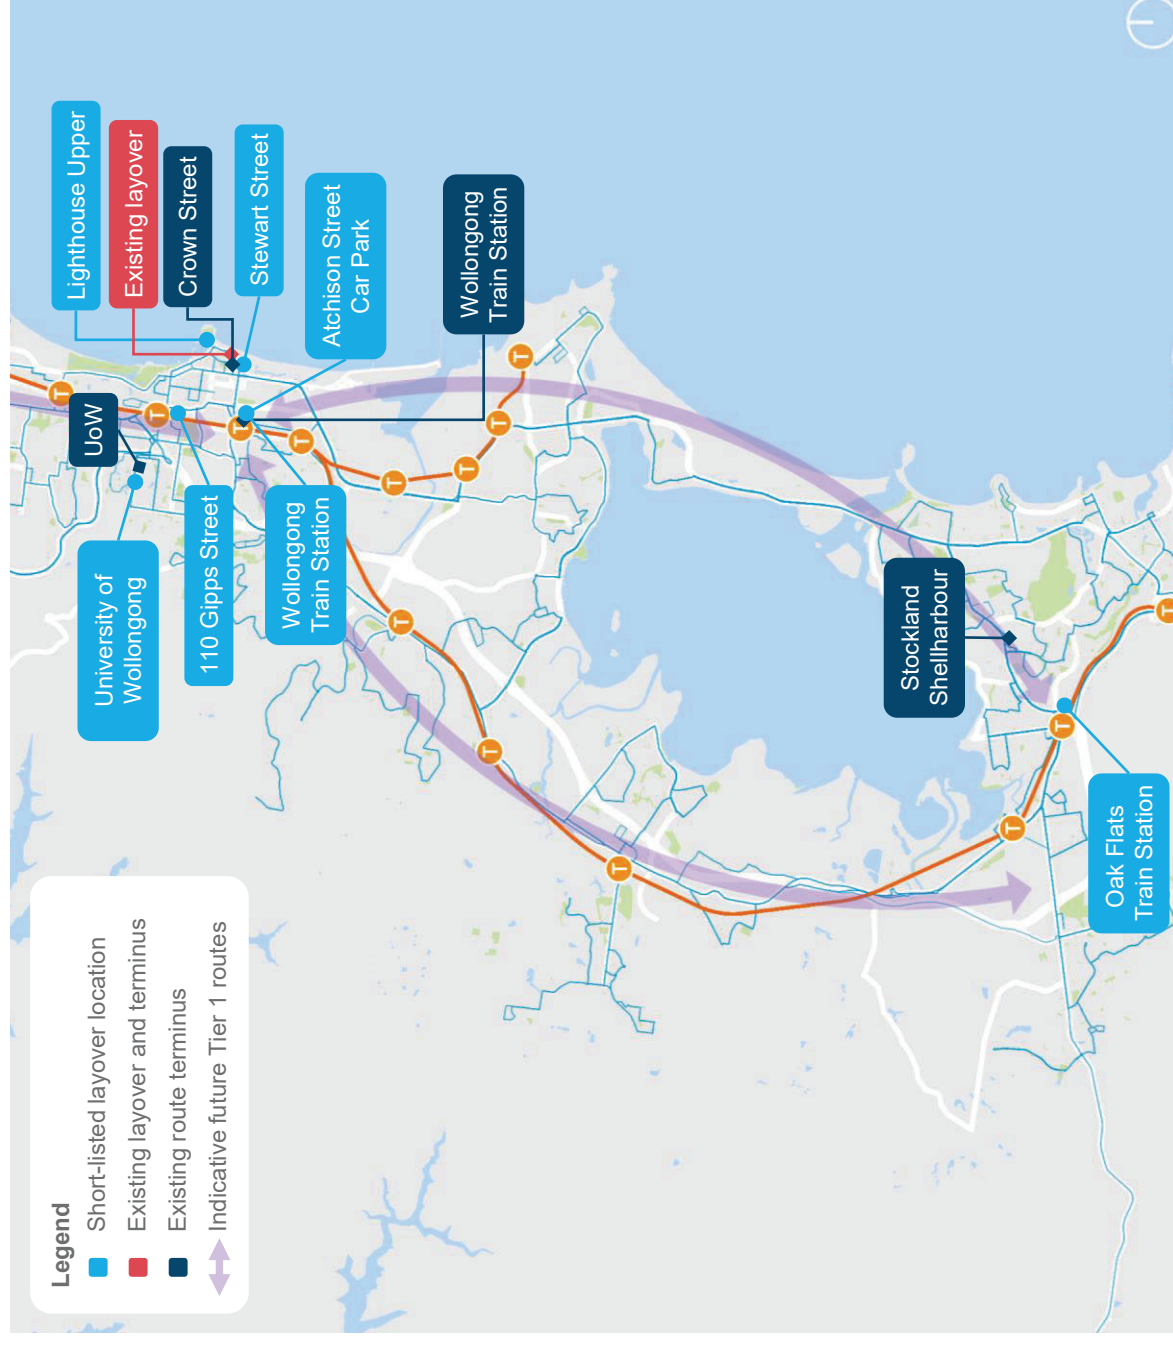 Lighthouse Upper
Existing layover
Crown Street
Stewart Street
Atchison Street
Car Park
Wollongong
Train Station
UoW
University of
Wollongong
110 Gipps Street
Wollongong
Train Station
Stockland
Shellharbour
Oak Flats
Train Station
Legend
Short-listed layover location
Existing layover and terminus
Existing route terminus
Indicative future Tier 1 routes
T
T
T
T
T
T
T
T
T
T
T
T
T
T